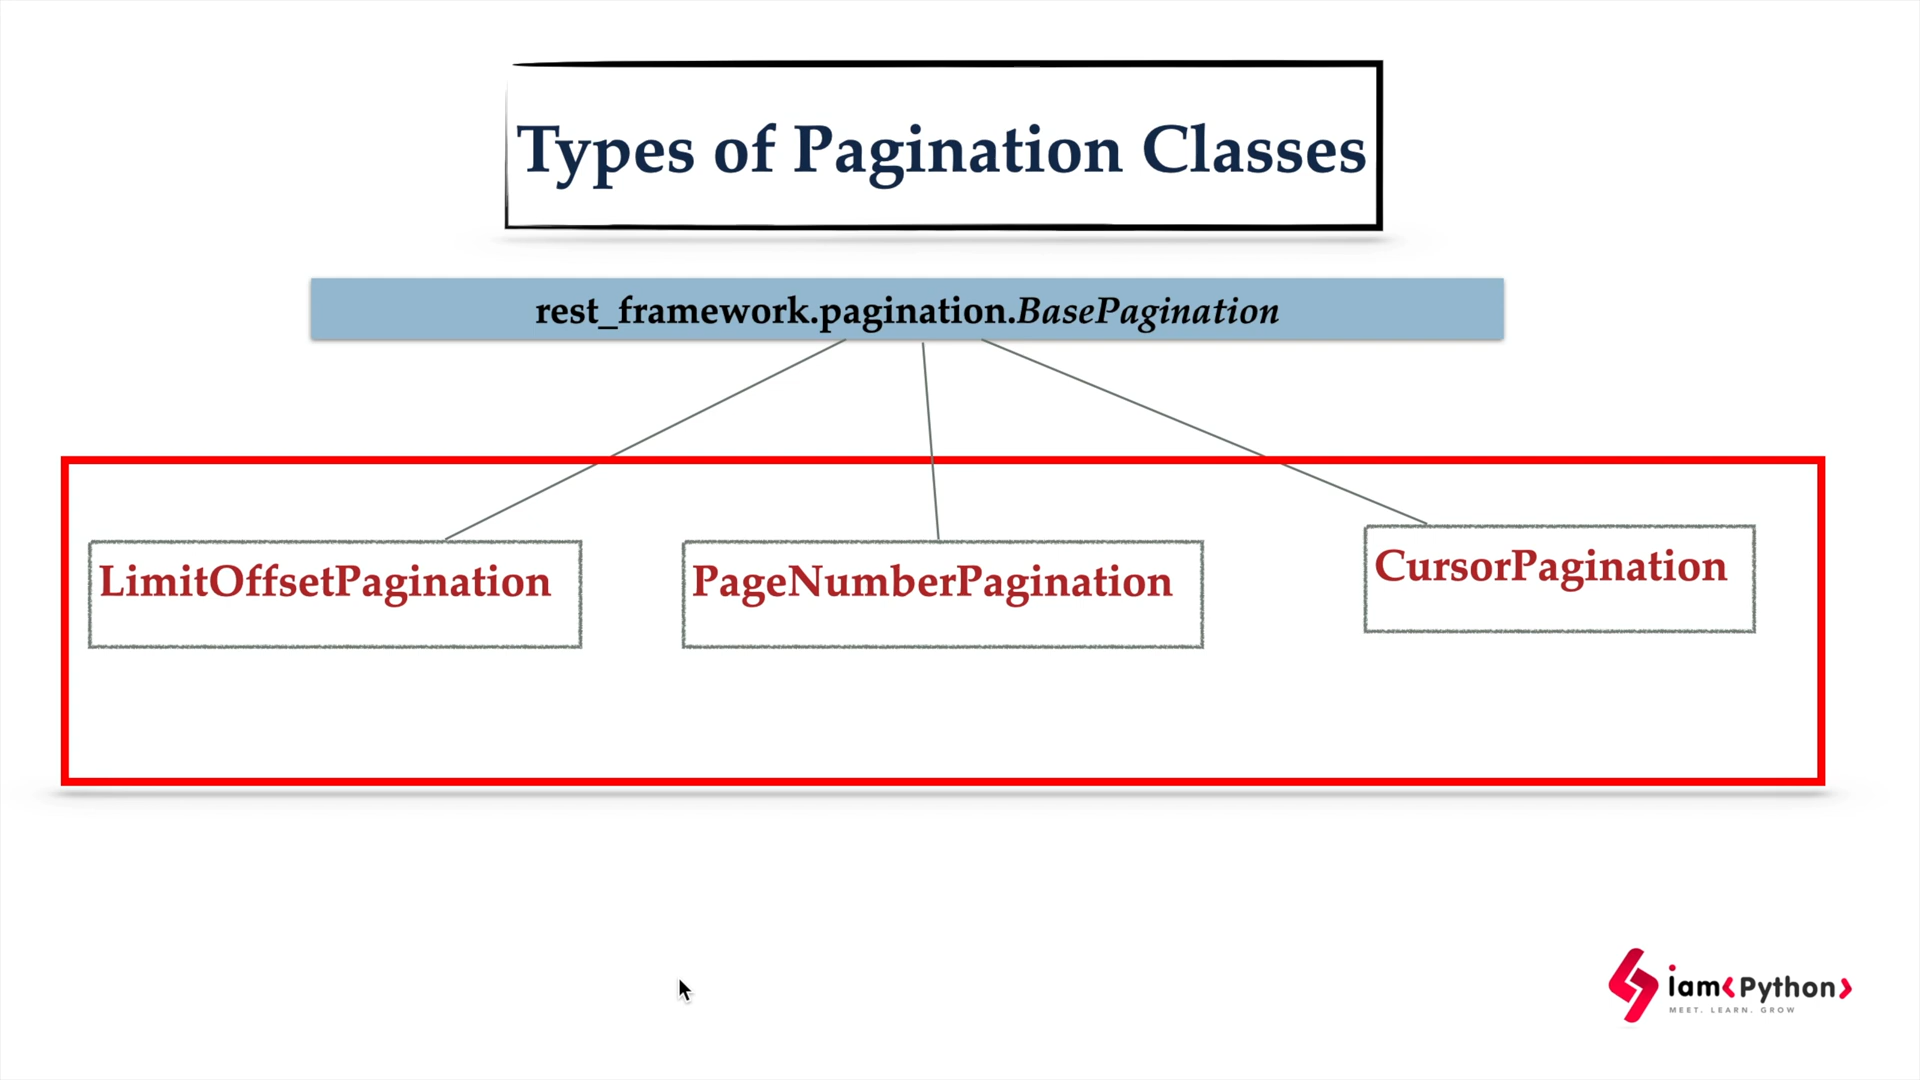 Types of Pagination Classes
rest_framework.pagination.BasePagination
LimitOffsetPagination
PageNumberPagination
CursorPagination
iam<Python>
MEET. LEARN. GROW